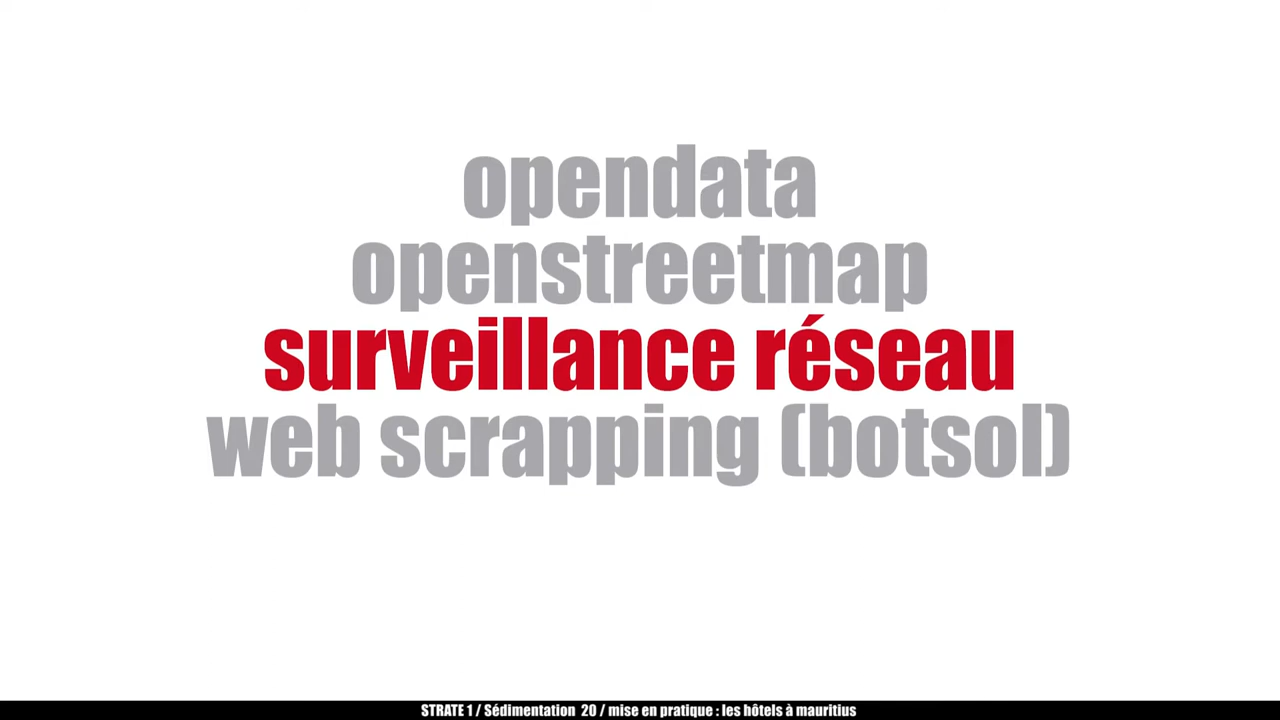 opendata
openstreetmap
surveillance réseau
web scrapping (botsol)
STRATE 1 / Sédimentation 20 / mise en pratique : les hôtels à mauritius